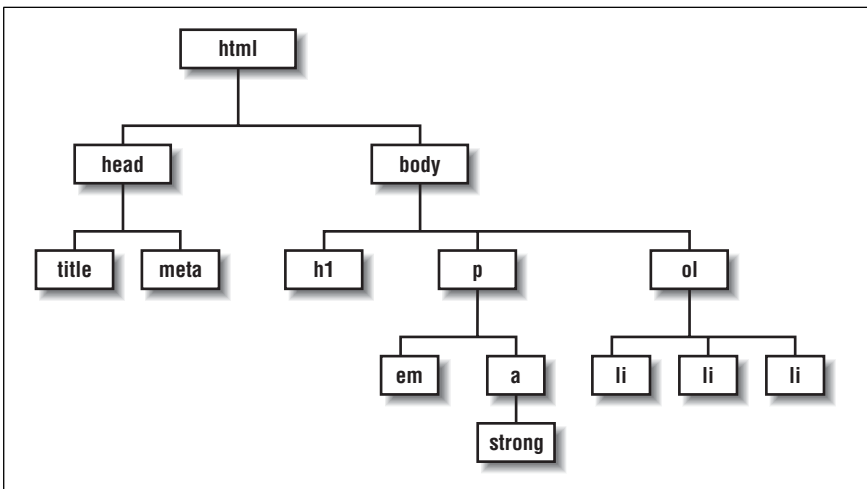 html
head body
title meta h1 p ol
em a li li li
strong